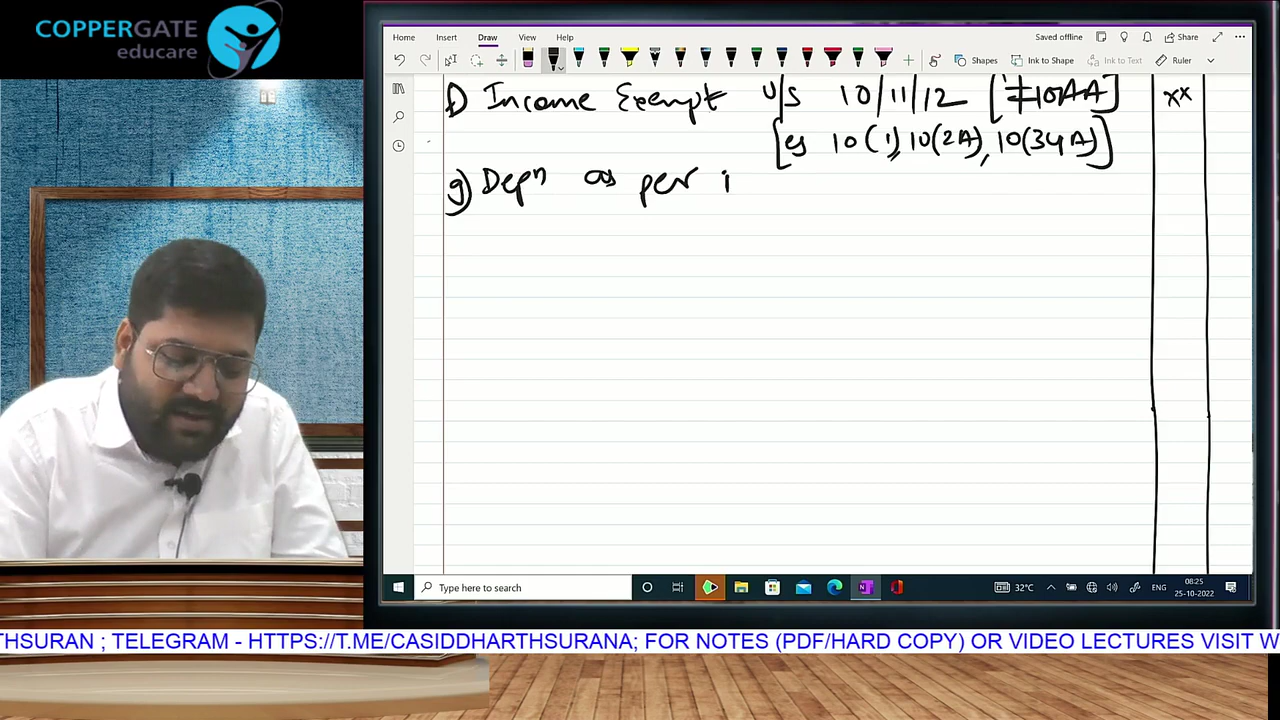 COPPERGATE
educare
Home Insert Draw View Help
Saved offline
Share
Shapes
Ink to Shape
Ink to Text
Ruler
f) Income Exempt u/s 10/11/12 [≠10AA] xx
[eg 10(1), 10(2A), 10(34A)]
g) Depn as per i
Type here to search
32°C
ENG
08:25
25-10-2022
THSURAN ; TELEGRAM - HTTPS://T.ME/CASIDDHARTHSURANA; FOR NOTES (PDF/HARD COPY) OR VIDEO LECTURES VISIT W